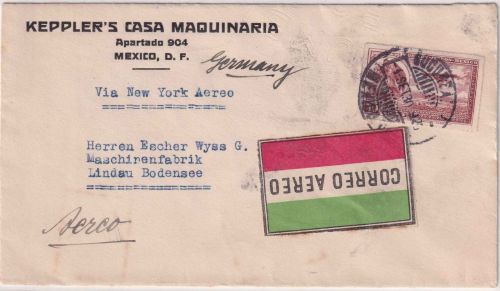 KEPPLER'S CASA MAQUINARIA
Apartado 904
MEXICO, D. F.
Germany
Via New York Aereo
Herren Escher Wyss G.
Maschirenfabrik
Lindau Bodensee
CORREO AEREO
Aereo